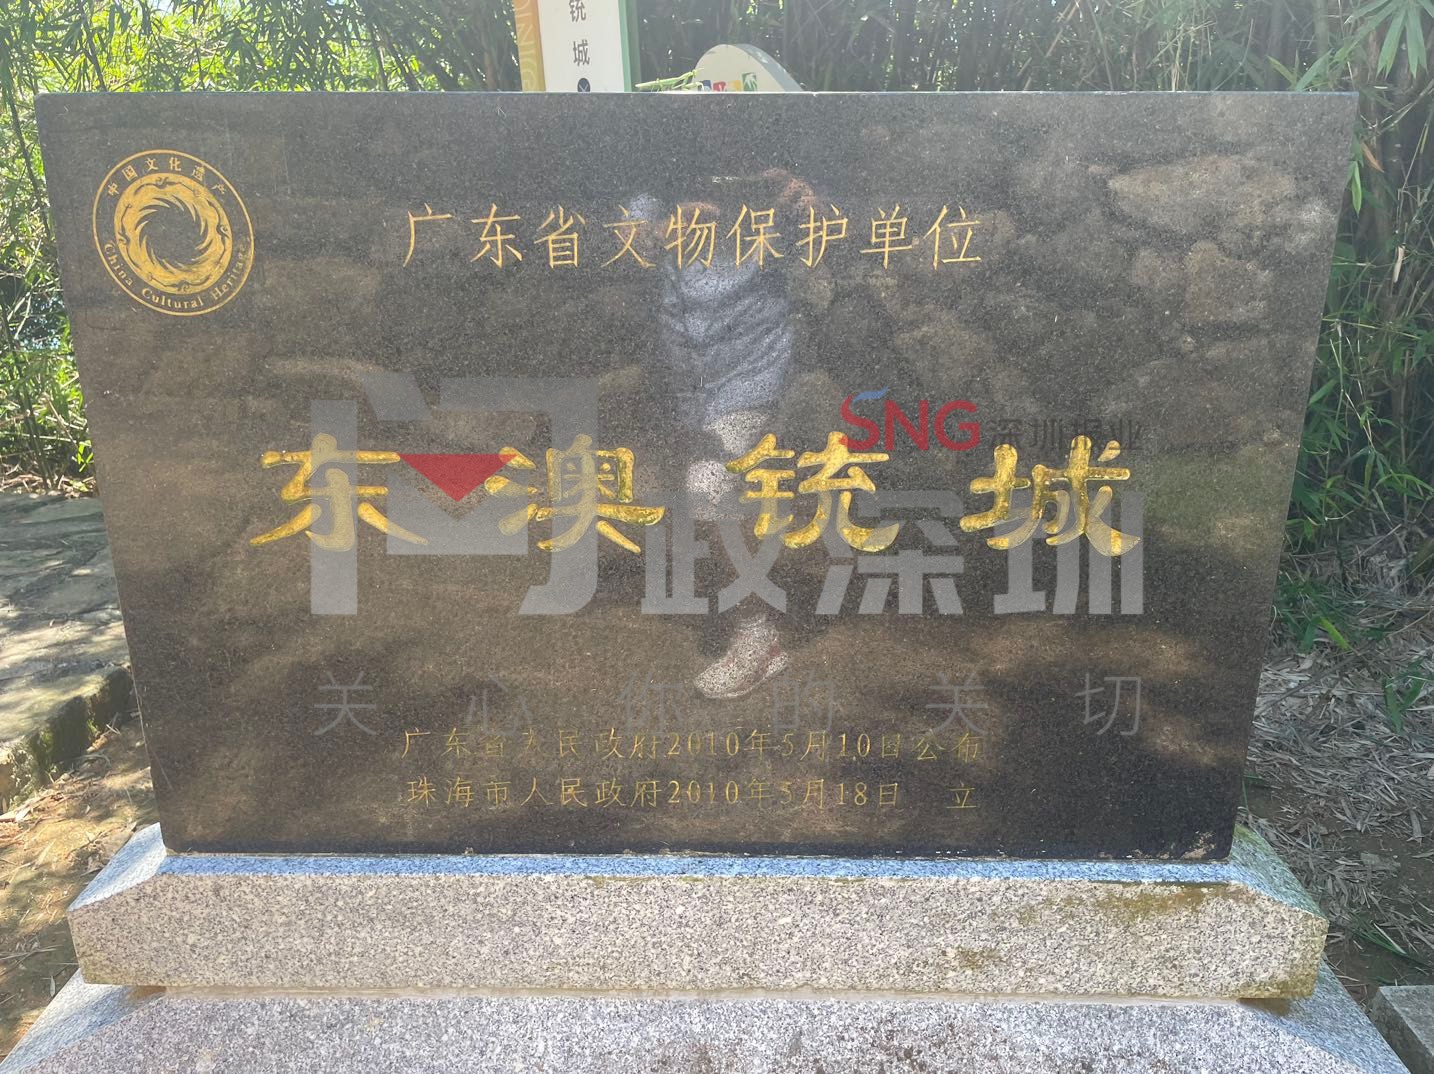 铳城
中国文化遗产
China Cultural Heritage
广东省文物保护单位
SNG 深圳报业
东澳铳城
问政深圳
关心你的关切
广东省人民政府2010年5月10日公布
珠海市人民政府2010年5月18日 立